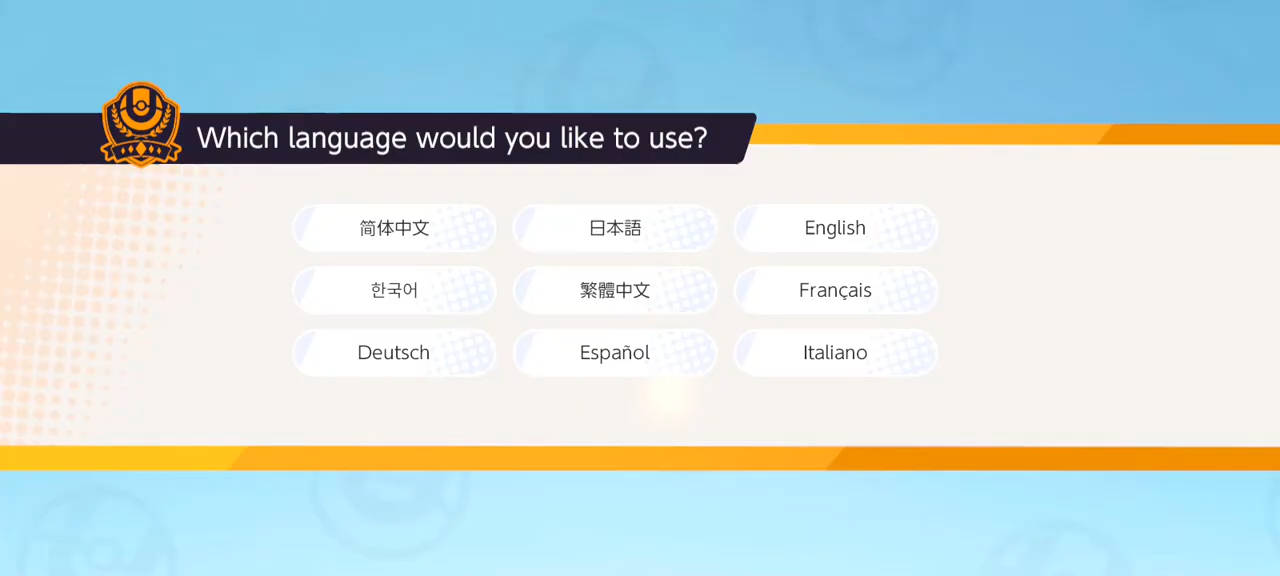 Which language would you like to use?
简体中文
日本語
English
한국어
繁體中文
Français
Deutsch
Español
Italiano